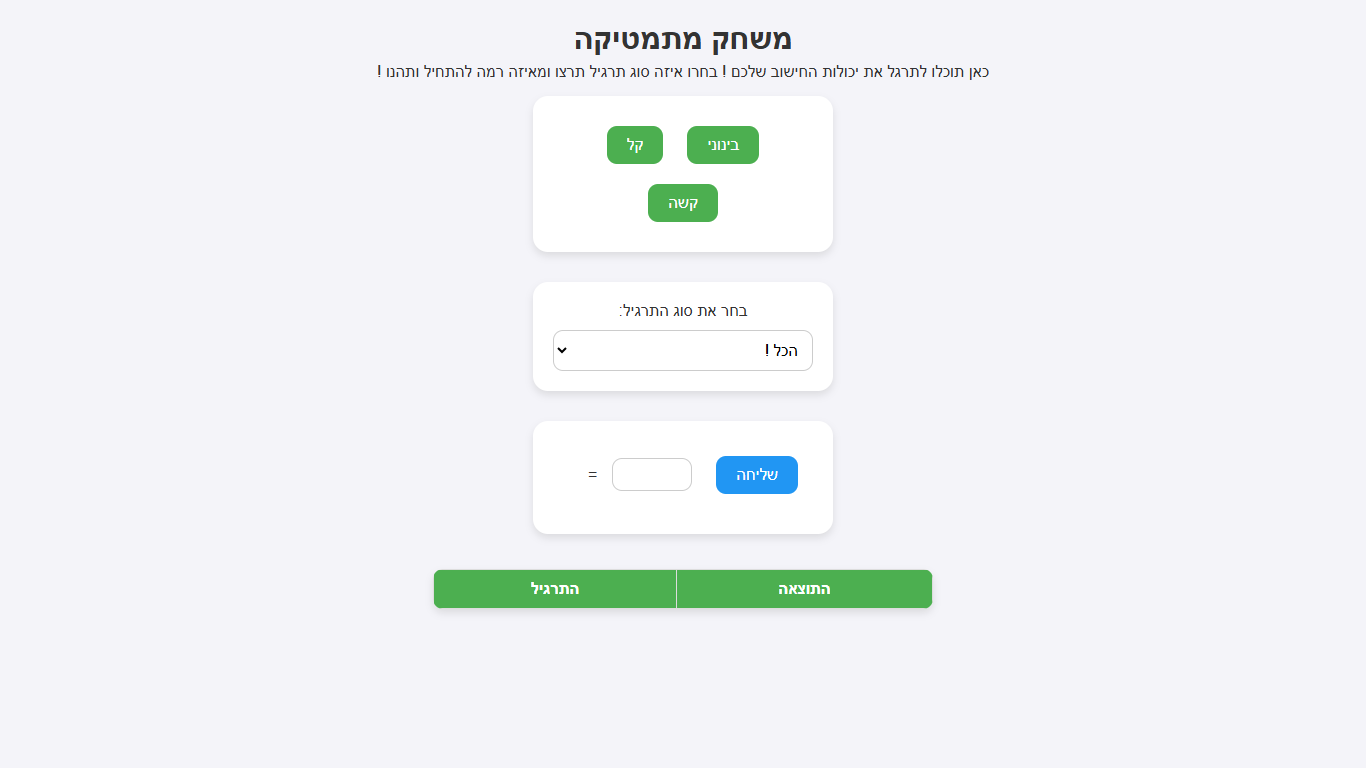 משחק מתמטיקה
כאן תוכלו לתרגל את יכולות החישוב שלכם ! בחרו איזה סוג תרגיל תרצו ומאיזה רמה להתחיל ותהנו !
קל בינוני
קשה
בחר את סוג התרגיל:
הכל !
= שליחה
התרגיל התוצאה